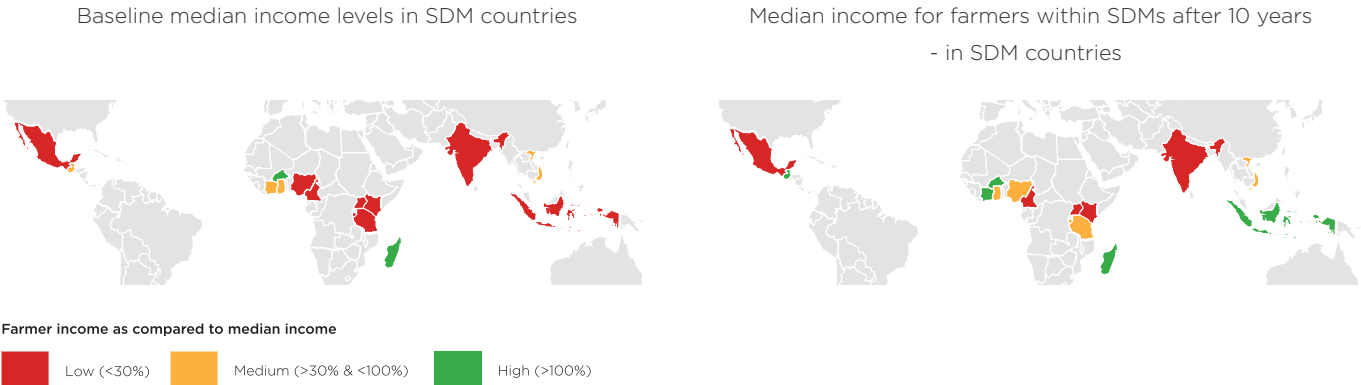 Baseline median income levels in SDM countries
Median income for farmers within SDMs after 10 years
- in SDM countries
Farmer income as compared to median income
Low (<30%)
Medium (>30% & <100%)
High (>100%)